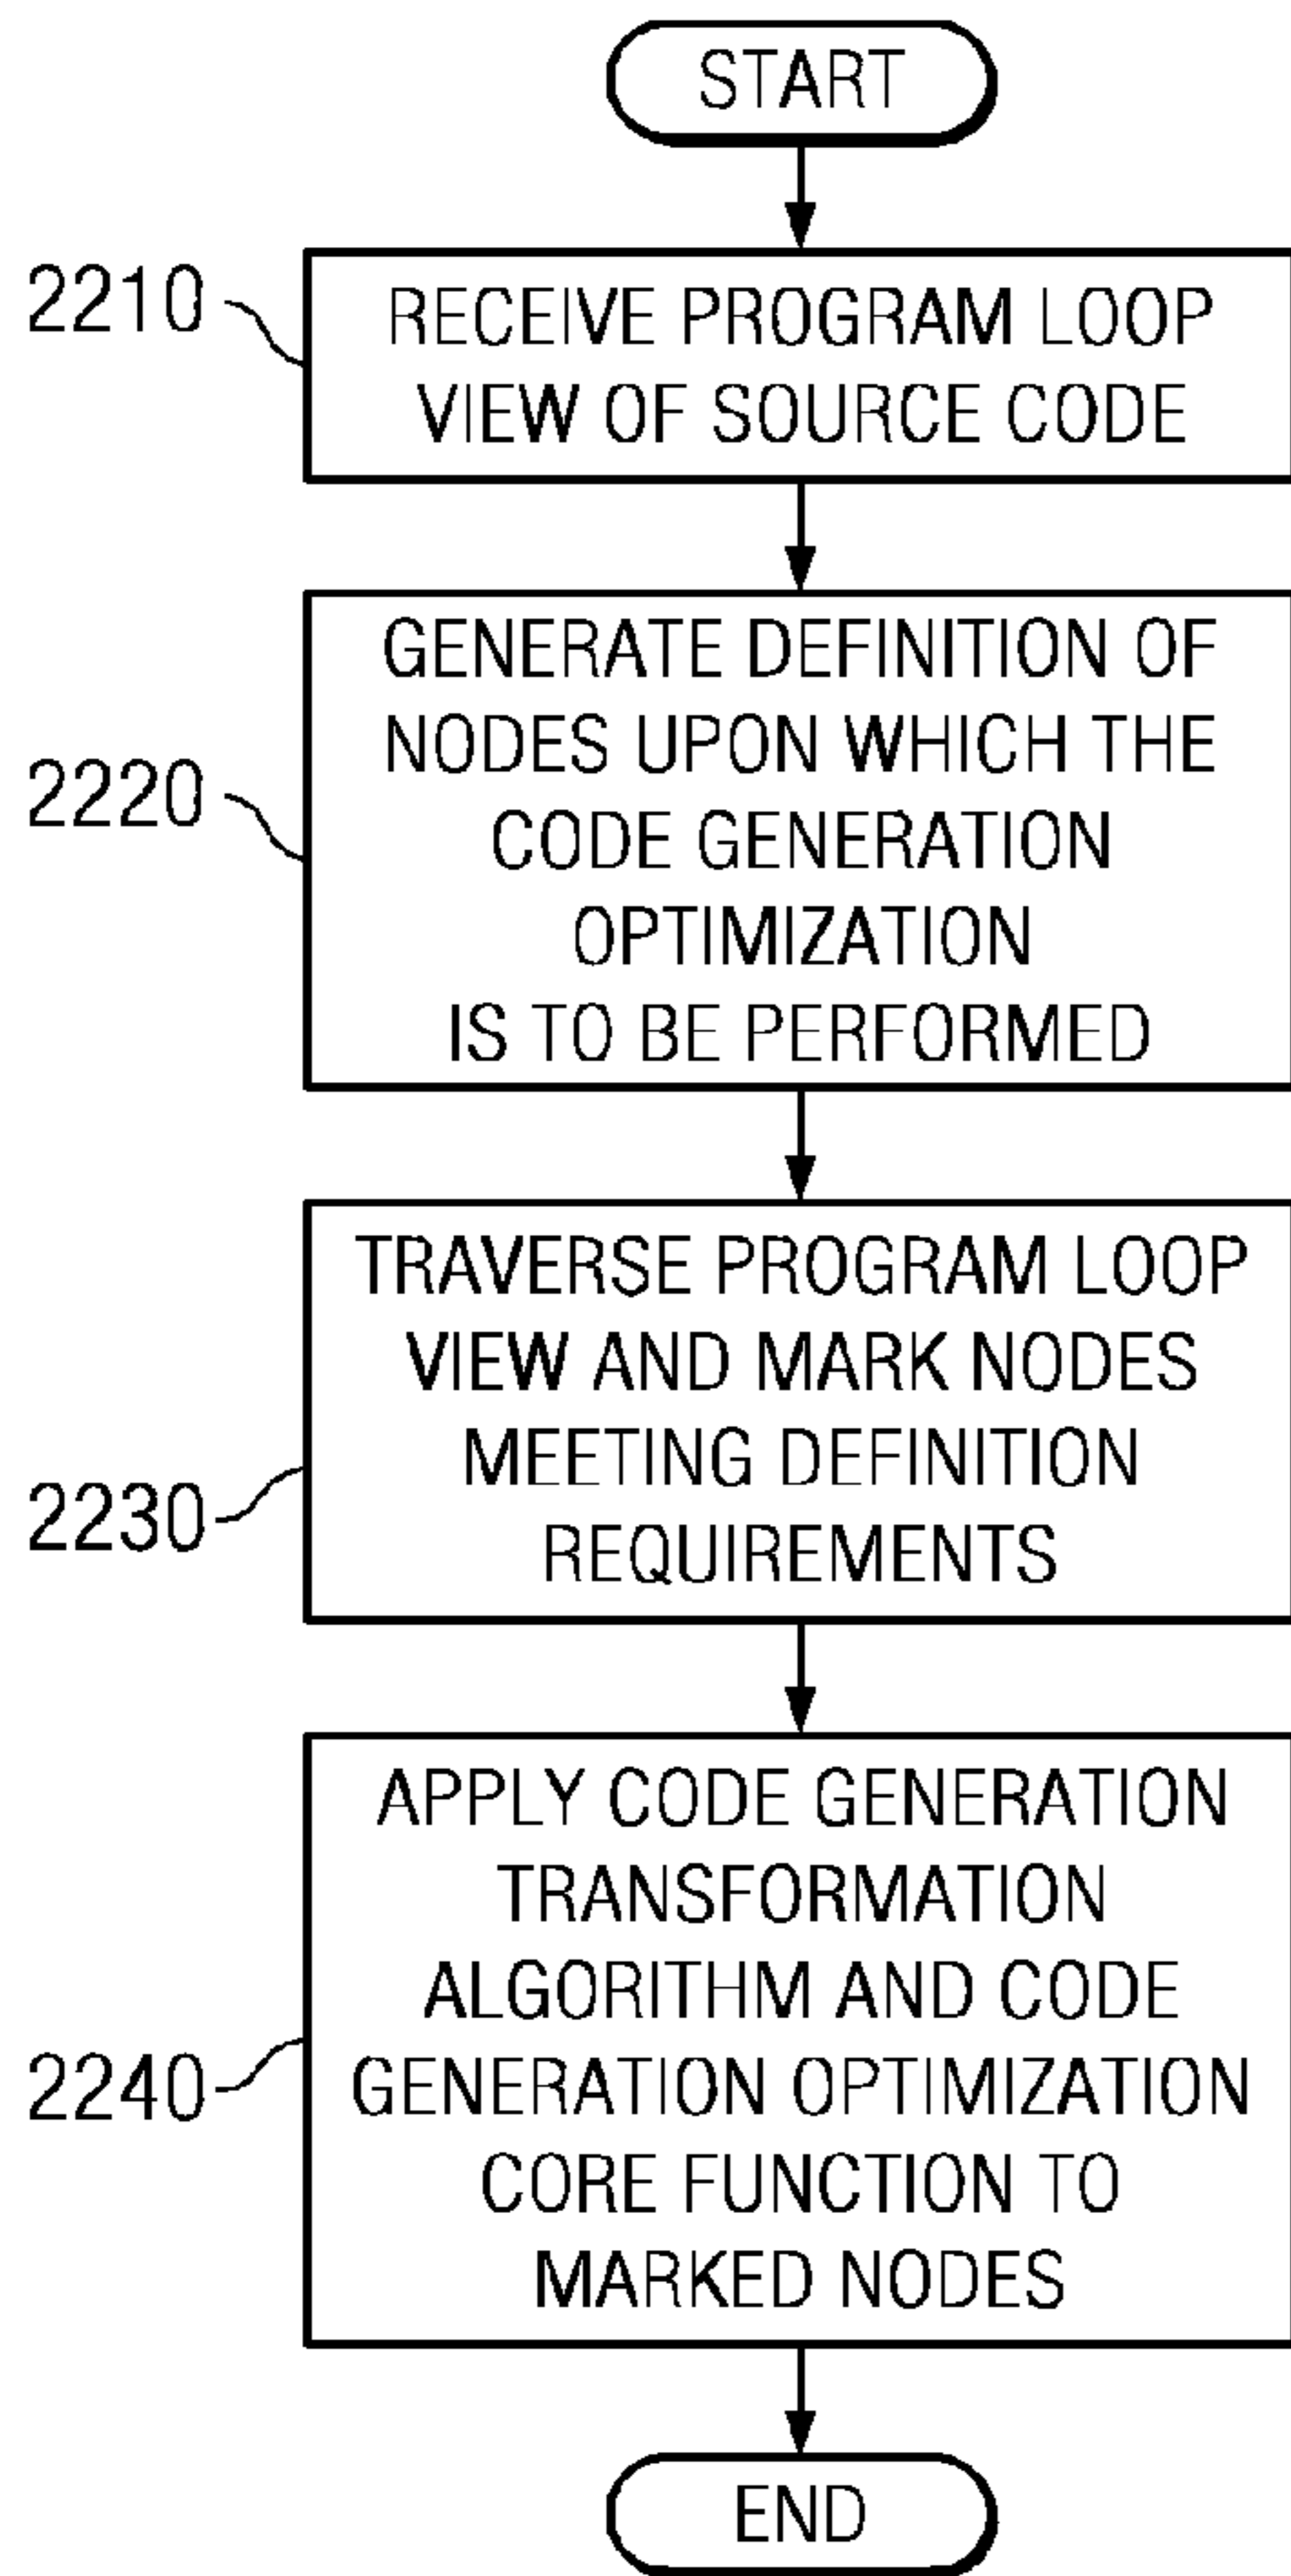 START
2210
RECEIVE PROGRAM LOOP
VIEW OF SOURCE CODE
2220
GENERATE DEFINITION OF
NODES UPON WHICH THE
CODE GENERATION
OPTIMIZATION
IS TO BE PERFORMED
2230
TRAVERSE PROGRAM LOOP
VIEW AND MARK NODES
MEETING DEFINITION
REQUIREMENTS
2240
APPLY CODE GENERATION
TRANSFORMATION
ALGORITHM AND CODE
GENERATION OPTIMIZATION
CORE FUNCTION TO
MARKED NODES
END